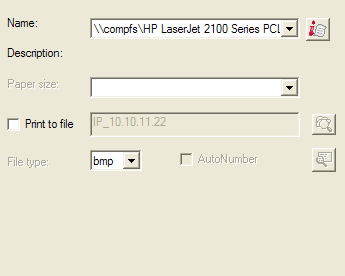 Name: \\compfs\HP LaserJet 2100 Series PCL
Description:
Paper size:
Print to file IP_10.10.11.22
File type: bmp AutoNumber